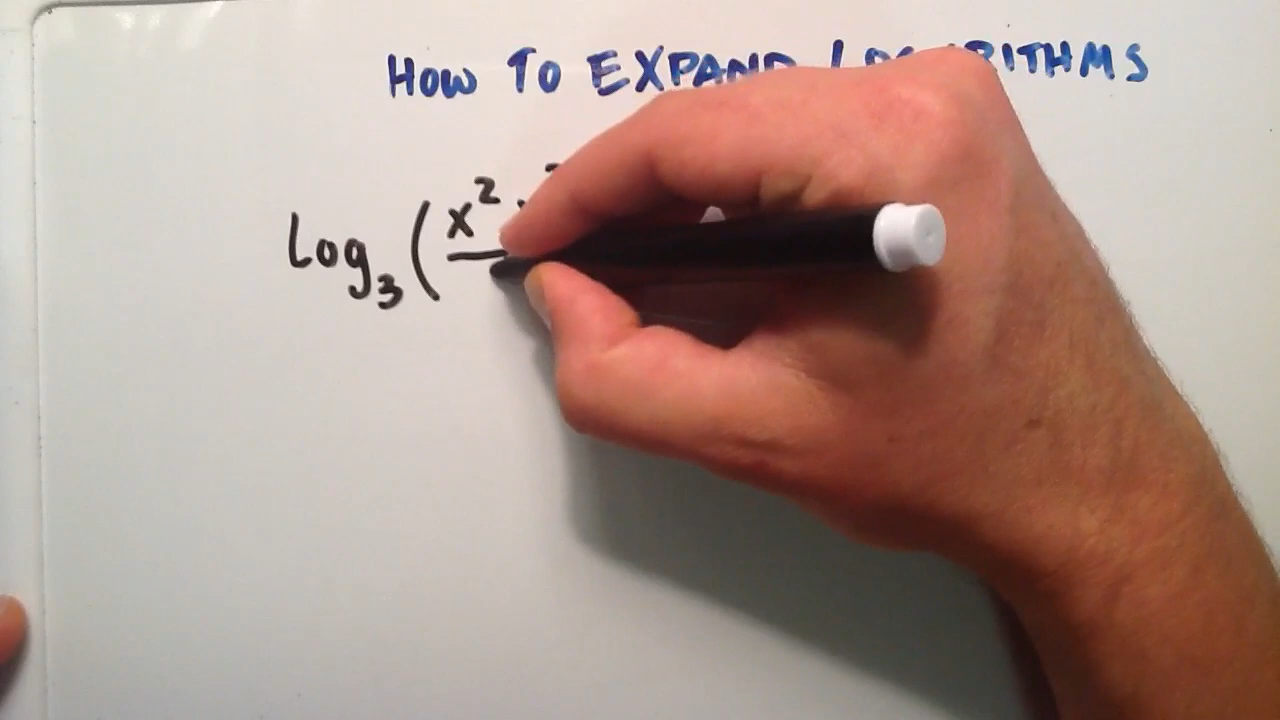 HOW TO EXPAND
Log₃ (x²